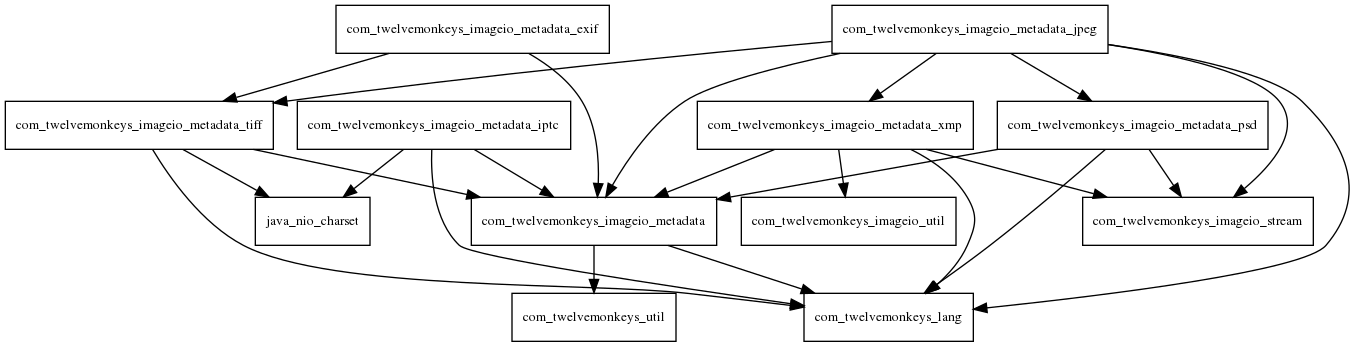 com_twelvemonkeys_imageio_metadata_exif
com_twelvemonkeys_imageio_metadata_jpeg
com_twelvemonkeys_imageio_metadata_tiff
com_twelvemonkeys_imageio_metadata_iptc
com_twelvemonkeys_imageio_metadata_xmp
com_twelvemonkeys_imageio_metadata_psd
java_nio_charset
com_twelvemonkeys_imageio_metadata
com_twelvemonkeys_imageio_util
com_twelvemonkeys_imageio_stream
com_twelvemonkeys_util
com_twelvemonkeys_lang